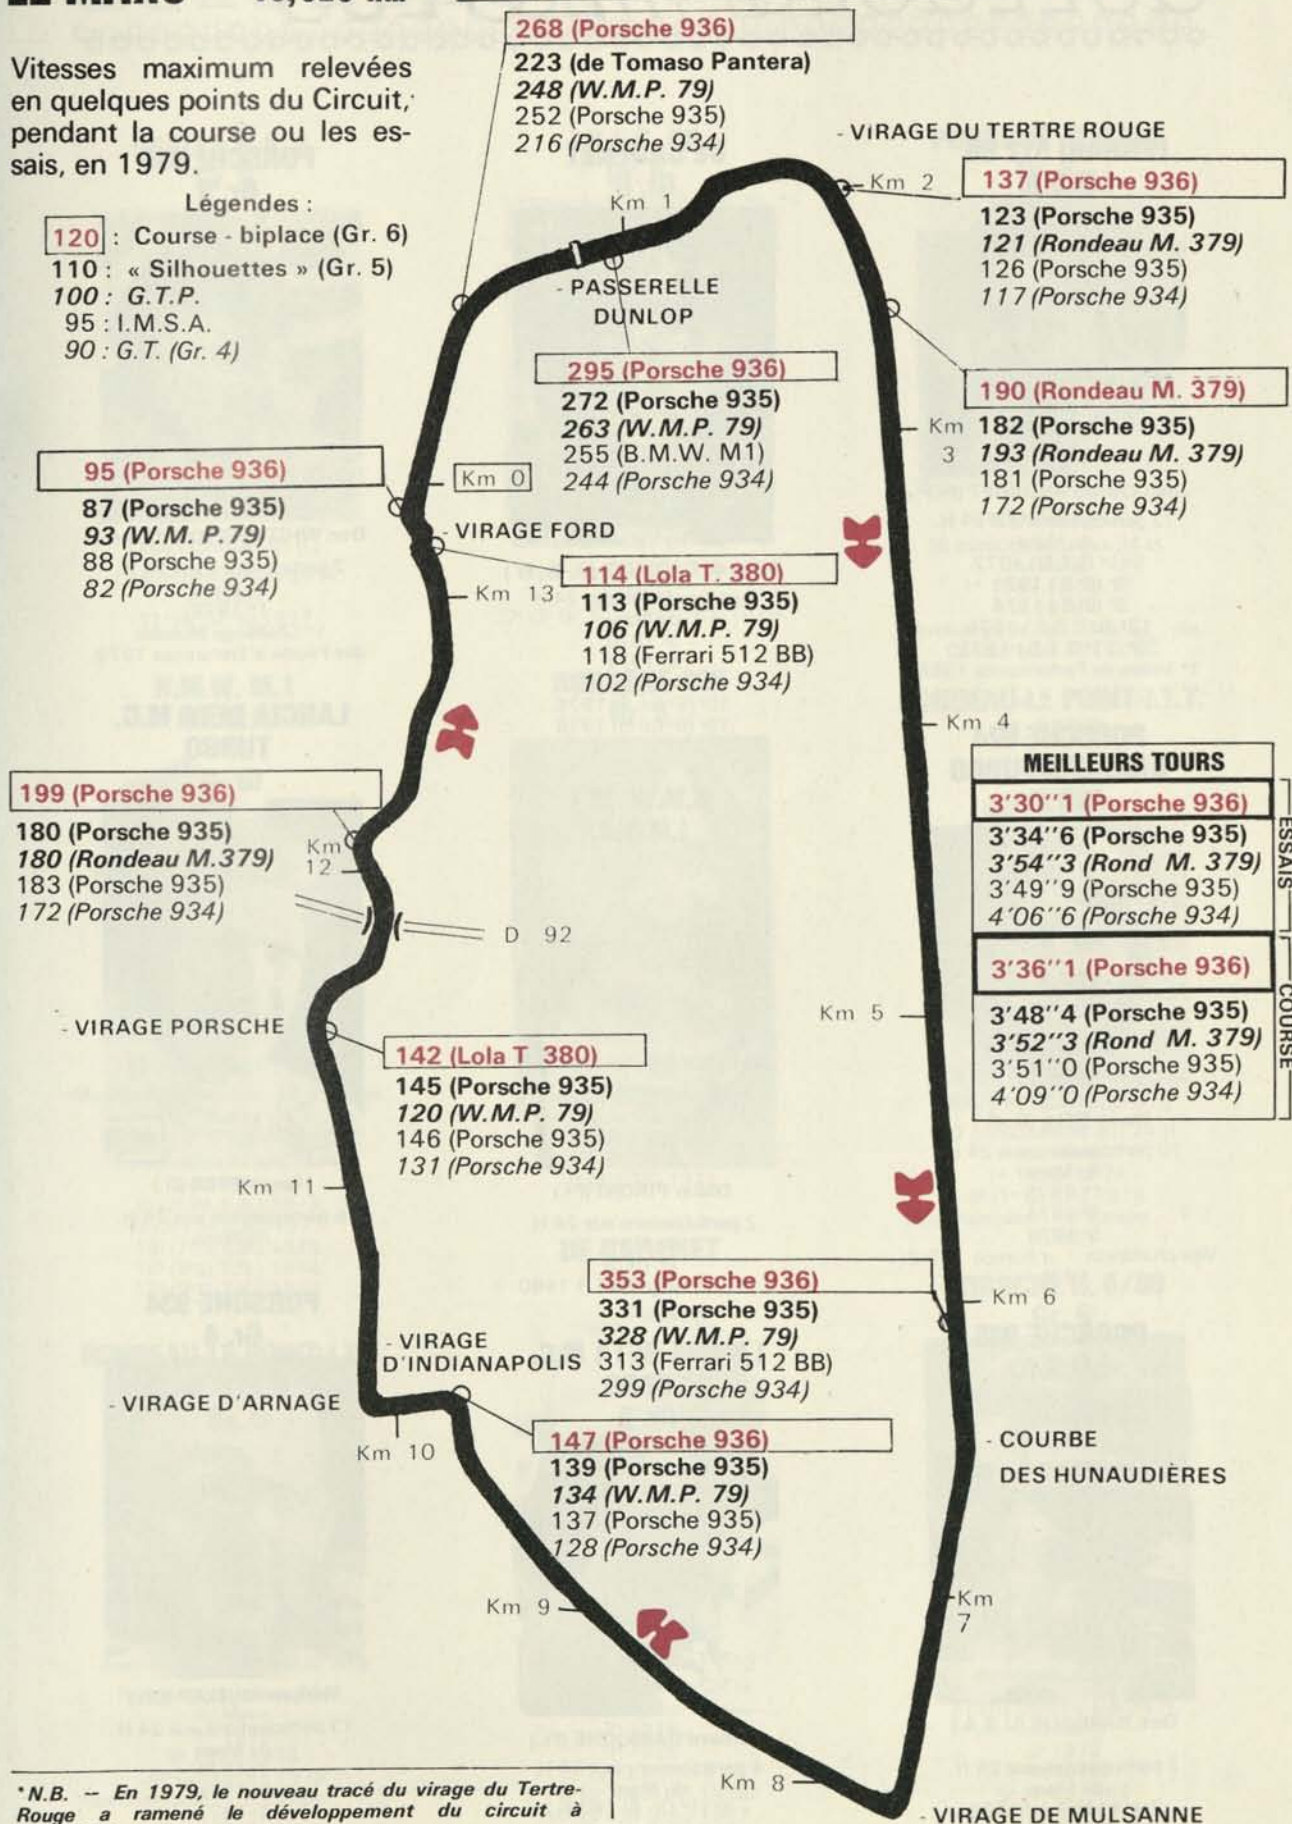 Vitesses maximum relevées
en quelques points du Circuit,
pendant la course ou les es-
sais, en 1979.
Légendes :
120 : Course - biplace (Gr. 6)
110 : « Silhouettes » (Gr. 5)
100 : G.T.P.
95 : I.M.S.A.
90 : G.T. (Gr. 4)
268 (Porsche 936)
223 (de Tomaso Pantera)
248 (W.M.P. 79)
252 (Porsche 935)
216 (Porsche 934)
- VIRAGE DU TERTRE ROUGE
Km 2
137 (Porsche 936)
123 (Porsche 935)
121 (Rondeau M. 379)
126 (Porsche 935)
117 (Porsche 934)
Km 1
- PASSERELLE
DUNLOP
295 (Porsche 936)
272 (Porsche 935)
263 (W.M.P. 79)
255 (B.M.W. M1)
244 (Porsche 934)
190 (Rondeau M. 379)
182 (Porsche 935)
193 (Rondeau M. 379)
181 (Porsche 935)
172 (Porsche 934)
Km
3
95 (Porsche 936)
87 (Porsche 935)
93 (W.M. P. 79)
88 (Porsche 935)
82 (Porsche 934)
Km 0
- VIRAGE FORD
114 (Lola T. 380)
113 (Porsche 935)
106 (W.M.P. 79)
118 (Ferrari 512 BB)
102 (Porsche 934)
Km 13
Km 4
MEILLEURS TOURS
3'30''1 (Porsche 936)
3'34''6 (Porsche 935)
3'54''3 (Rond M. 379)
3'49''9 (Porsche 935)
4'06''6 (Porsche 934)
ESSAIS
3'36''1 (Porsche 936)
3'48''4 (Porsche 935)
3'52''3 (Rond M. 379)
3'51''0 (Porsche 935)
4'09''0 (Porsche 934)
COURSE
199 (Porsche 936)
180 (Porsche 935)
180 (Rondeau M.379)
183 (Porsche 935)
172 (Porsche 934)
Km
12
D 92
Km 5
- VIRAGE PORSCHE
142 (Lola T 380)
145 (Porsche 935)
120 (W.M.P. 79)
146 (Porsche 935)
131 (Porsche 934)
Km 11
353 (Porsche 936)
331 (Porsche 935)
328 (W.M.P. 79)
313 (Ferrari 512 BB)
299 (Porsche 934)
Km 6
- VIRAGE
D'INDIANAPOLIS
- VIRAGE D'ARNAGE
Km 10
147 (Porsche 936)
139 (Porsche 935)
134 (W.M.P. 79)
137 (Porsche 935)
128 (Porsche 934)
- COURBE
DES HUNAUDIÈRES
Km 9
Km
7
Km 8
- VIRAGE DE MULSANNE
*N.B. -- En 1979, le nouveau tracé du virage du Tertre-
Rouge a ramené le développement du circuit à